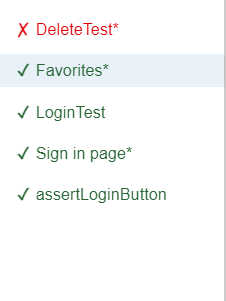 ✗ DeleteTest*
✓ Favorites*
✓ LoginTest
✓ Sign in page*
✓ assertLoginButton